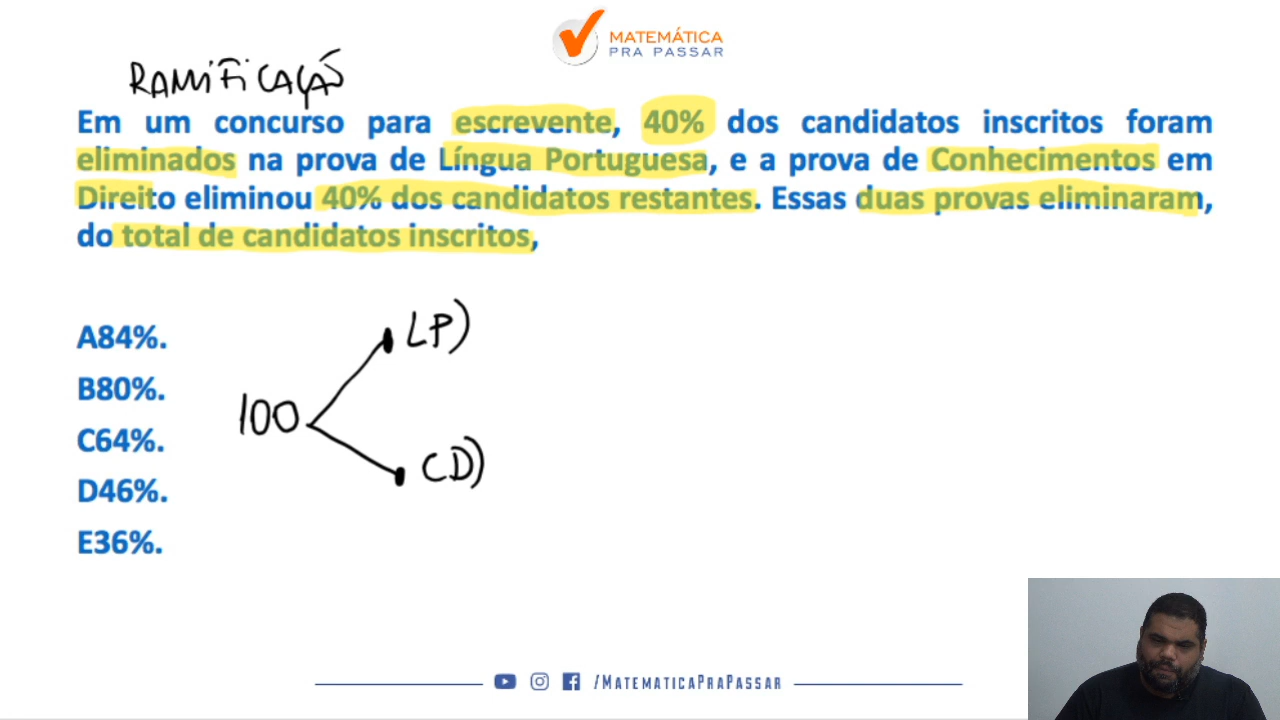 MATEMÁTICA
PRA PASSAR
RAMIFICAÇÃO
Em um concurso para escrevente, 40% dos candidatos inscritos foram
eliminados na prova de Língua Portuguesa, e a prova de Conhecimentos em
Direito eliminou 40% dos candidatos restantes. Essas duas provas eliminaram,
do total de candidatos inscritos,
A84%.
B80%.
C64%.
D46%.
E36%.
LP)
100
CD)
/MATEMATICAPRAPASSAR